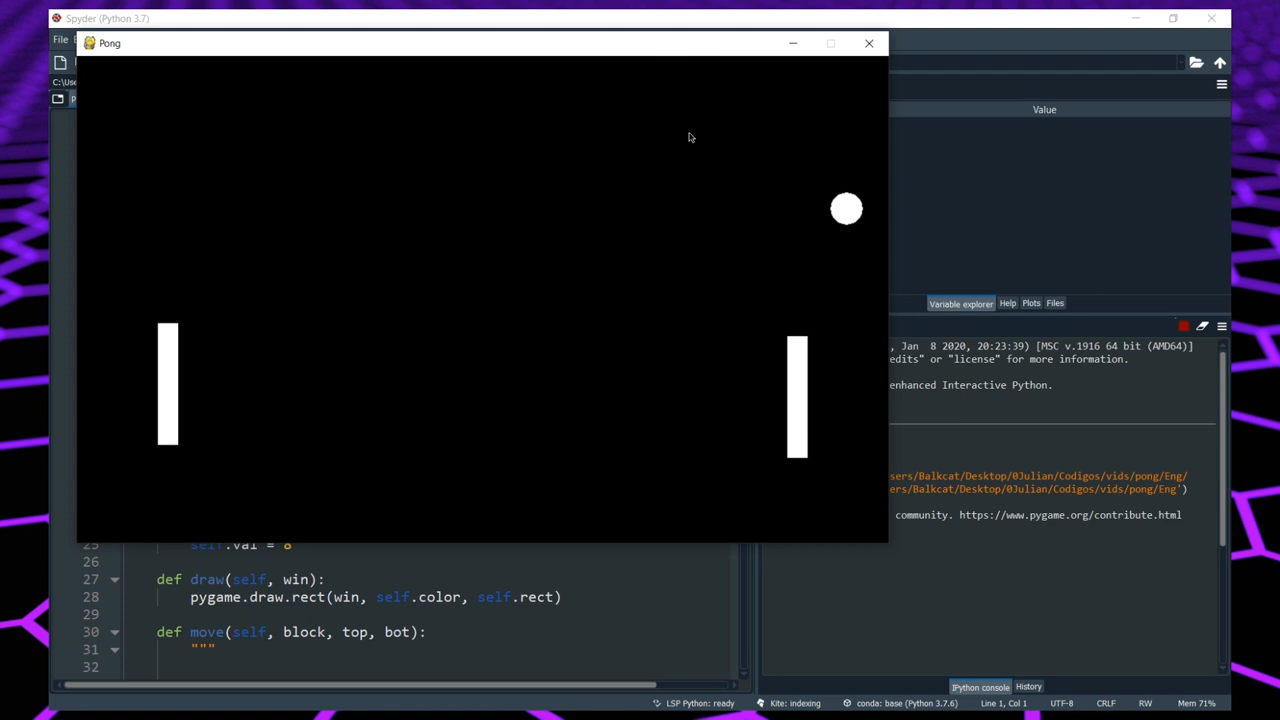 Spyder (Python 3.7)
File
Pong
C:\Use
Value
Variable explorer
Help
Plots
Files
, Jan  8 2020, 20:23:39) [MSC v.1916 64 bit (AMD64)]
edits" or "license" for more information.
enhanced Interactive Python.
sers/Balkcat/Desktop/0Julian/Codigos/vids/pong/Eng/
ers/Balkcat/Desktop/0Julian/Codigos/vids/pong/Eng')
community. https://www.pygame.org/contribute.html
25 self.val = 8
26
27 def draw(self, win):
28 pygame.draw.rect(win, self.color, self.rect)
29
30 def move(self, block, top, bot):
31 """
32
IPython console
History
LSP Python: ready
Kite: indexing
conda: base (Python 3.7.6)
Line 1, Col 1
UTF-8
CRLF
RW
Mem 71%